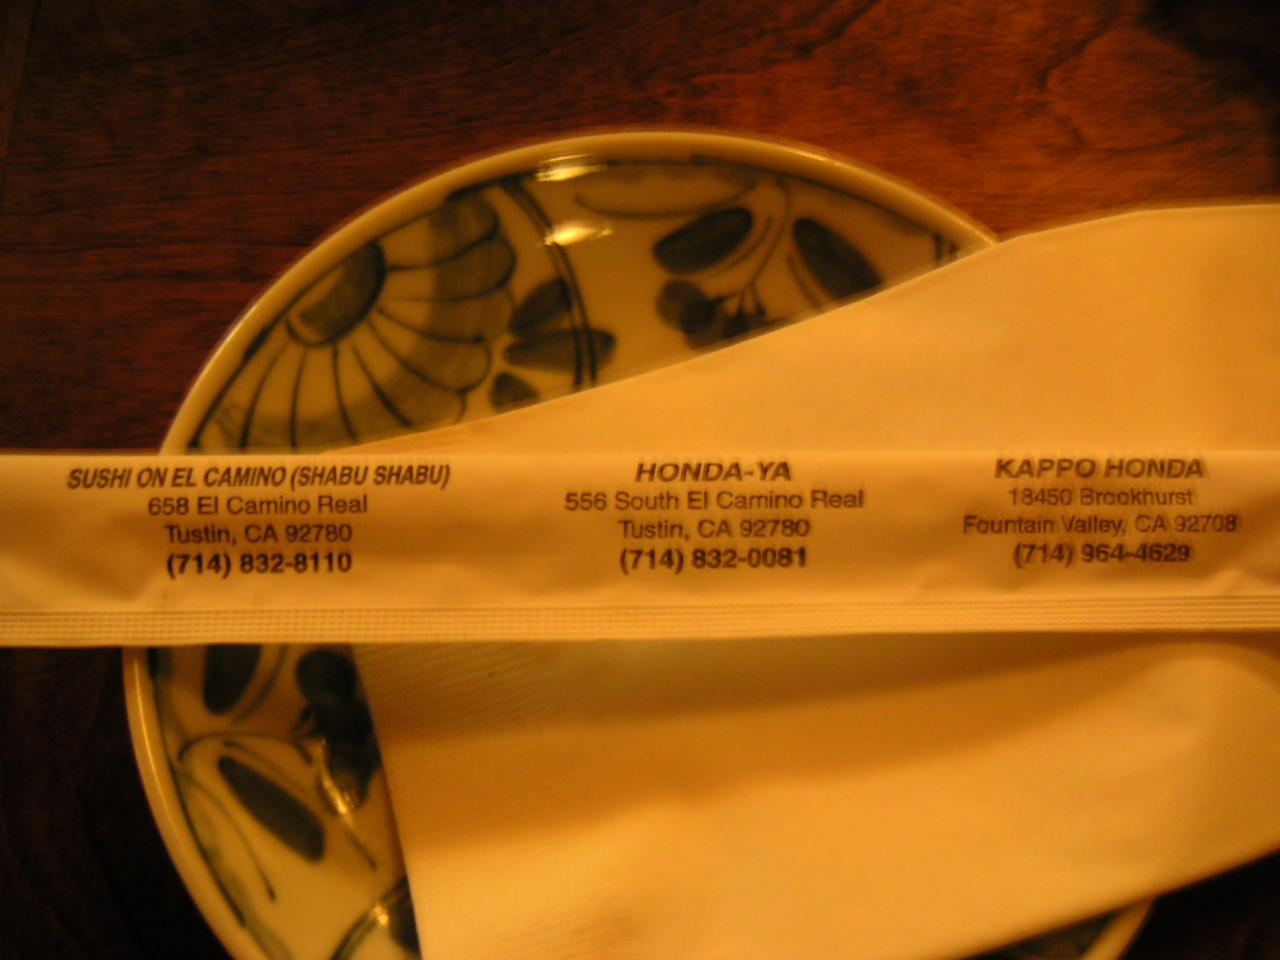 SUSHI ON EL CAMINO (SHABU SHABU)
658 El Camino Real
Tustin, CA 92780
(714) 832-8110
HONDA-YA
556 South El Camino Real
Tustin, CA 92780
(714) 832-0081
KAPPO HONDA
18450 Brookhurst
Fountain Valley, CA 92708
(714) 964-4629